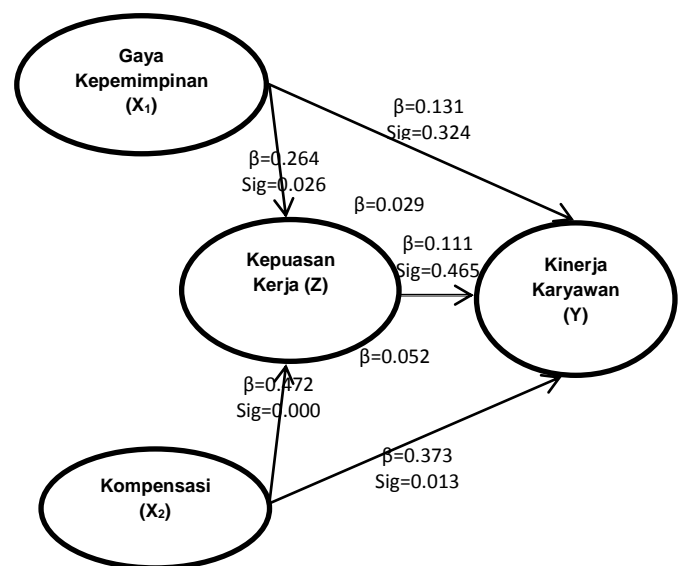 Gaya
Kepemimpinan
(X₁)
β=0.131
Sig=0.324
β=0.264
Sig=0.026
β=0.029
Kepuasan
Kerja (Z)
β=0.111
Sig=0.465
Kinerja
Karyawan
(Y)
β=0.052
β=0.472
Sig=0.000
β=0.373
Sig=0.013
Kompensasi
(X₂)